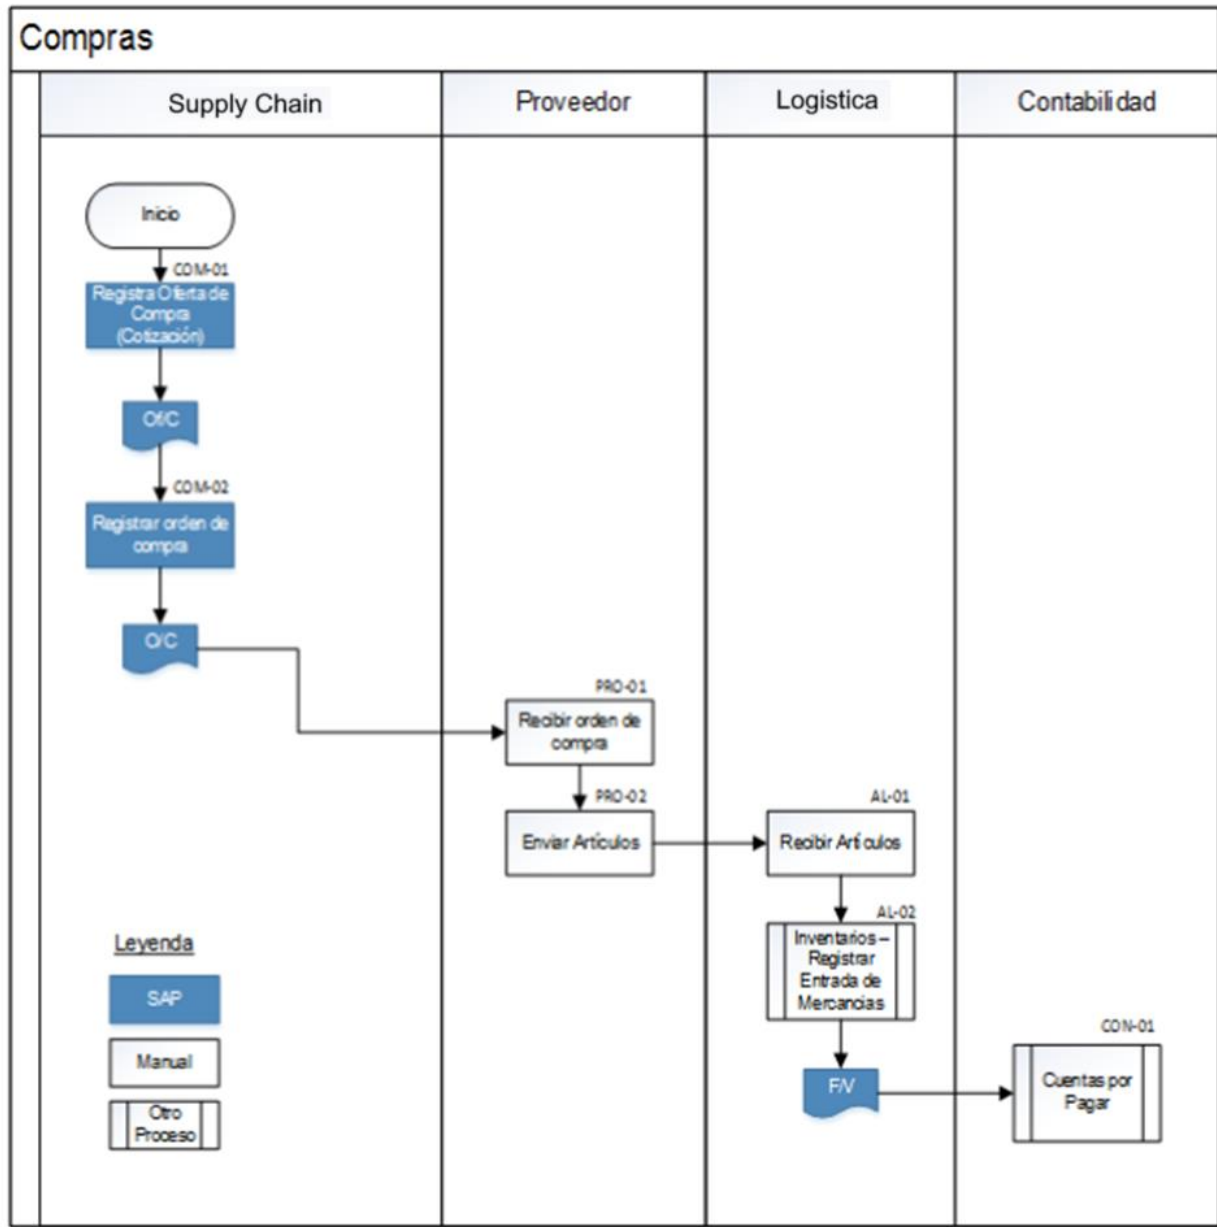 Compras
Supply Chain
Proveedor
Logistica
Contabilidad
Inicio
COM-01
Registra Oferta de
Compra
(Cotización)
Of/C
COM-02
Registrar orden de
compra
O/C
PRO-01
Recibir orden de
compra
PRO-02
Enviar Artículos
AL-01
Recibir Artículos
AL-02
Inventarios –
Registrar
Entrada de
Mercancias
F/V
CON-01
Cuentas por
Pagar
Leyenda
SAP
Manual
Otro
Proceso